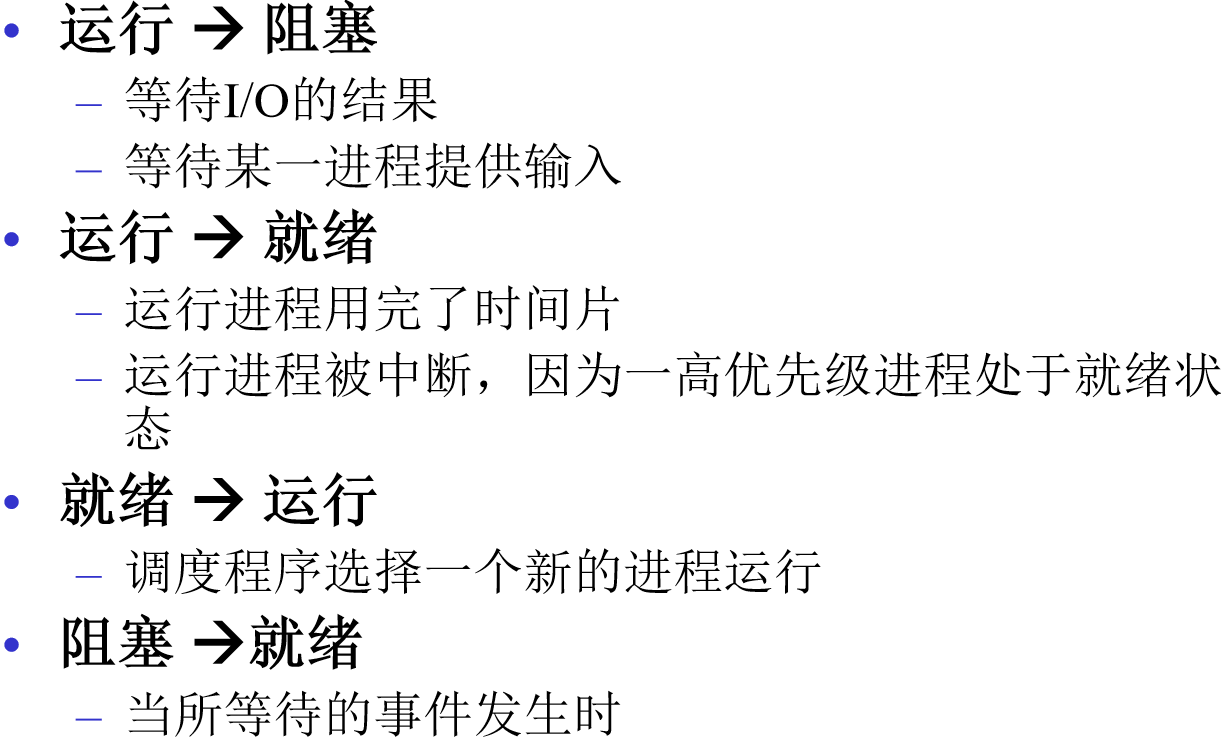 • 运行 → 阻塞
– 等待I/O的结果
– 等待某一进程提供输入
• 运行 → 就绪
– 运行进程用完了时间片
– 运行进程被中断，因为一高优先级进程处于就绪状
态
• 就绪 → 运行
– 调度程序选择一个新的进程运行
• 阻塞 →就绪
– 当所等待的事件发生时